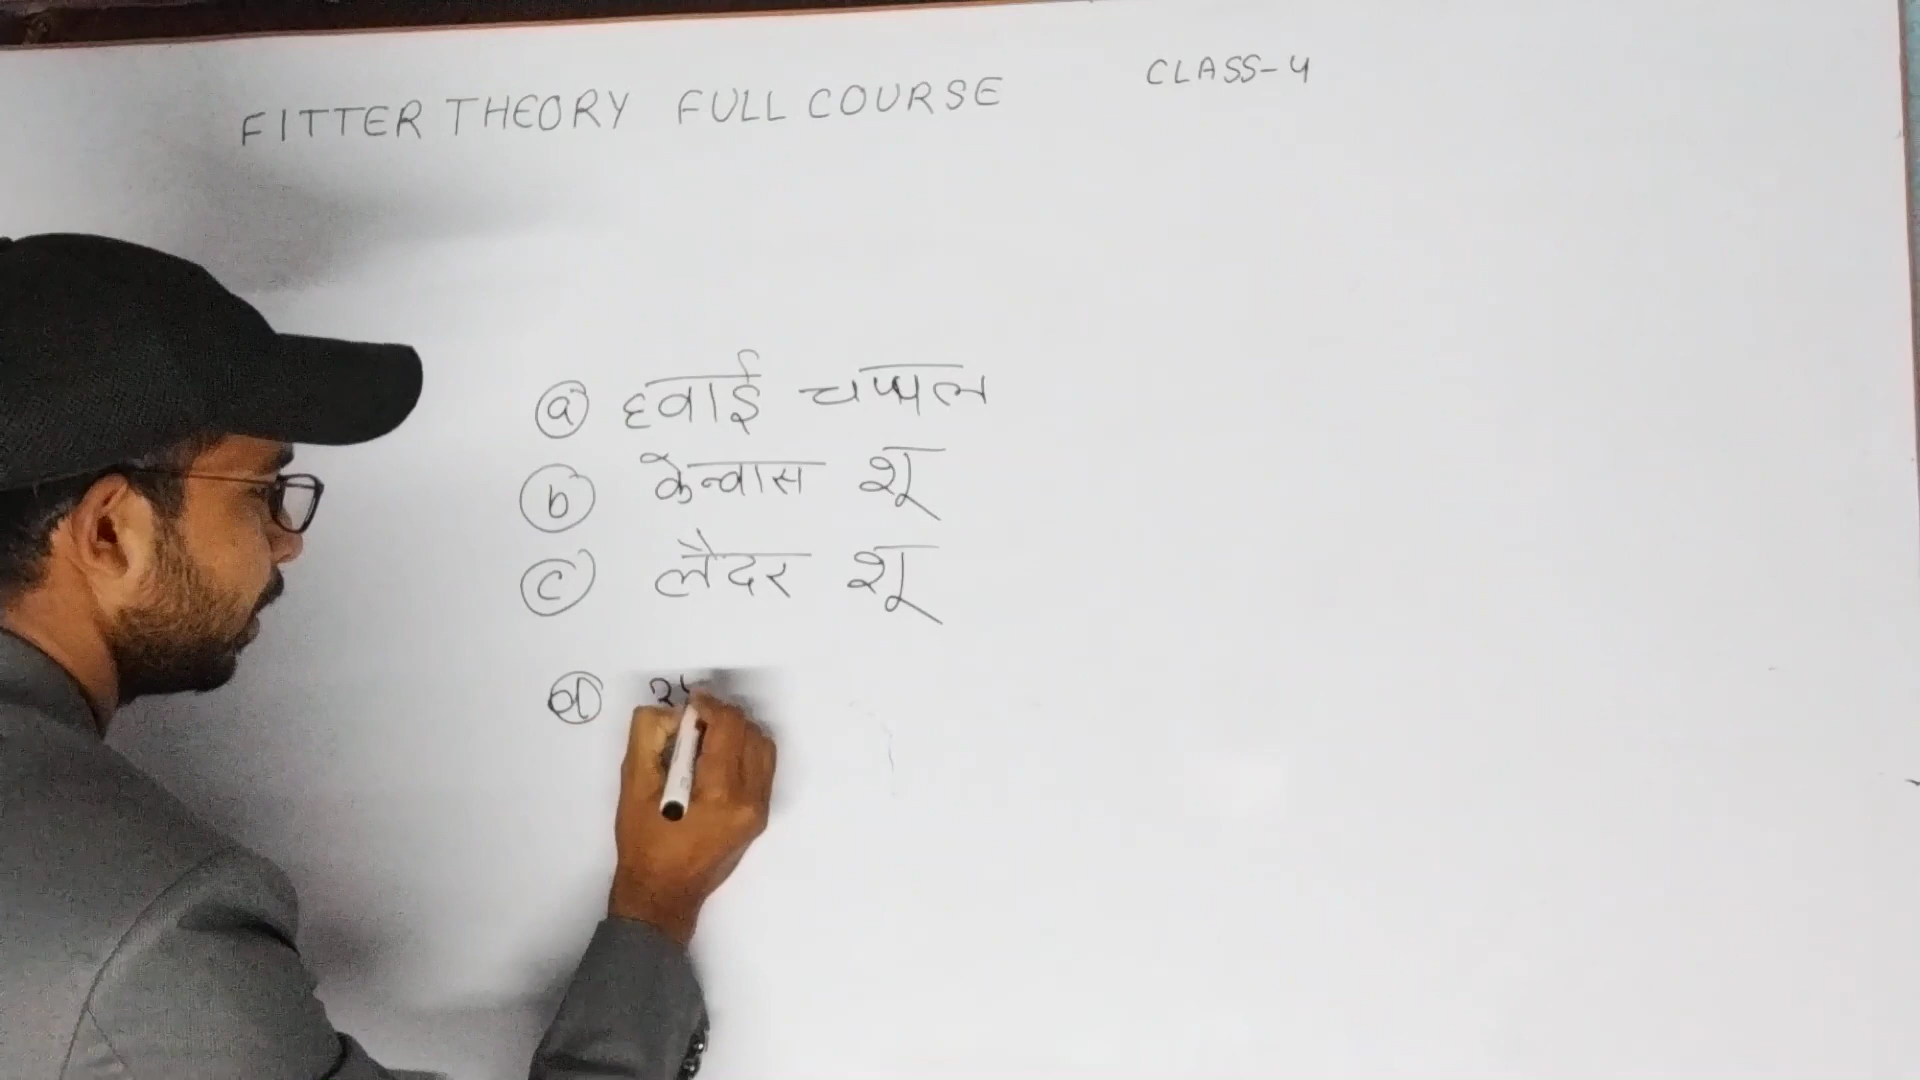 FITTER THEORY FULL COURSE CLASS-4
ⓐ हवाई चप्पल
ⓑ केन्वास शू
ⓒ लैदर शू
ⓓ